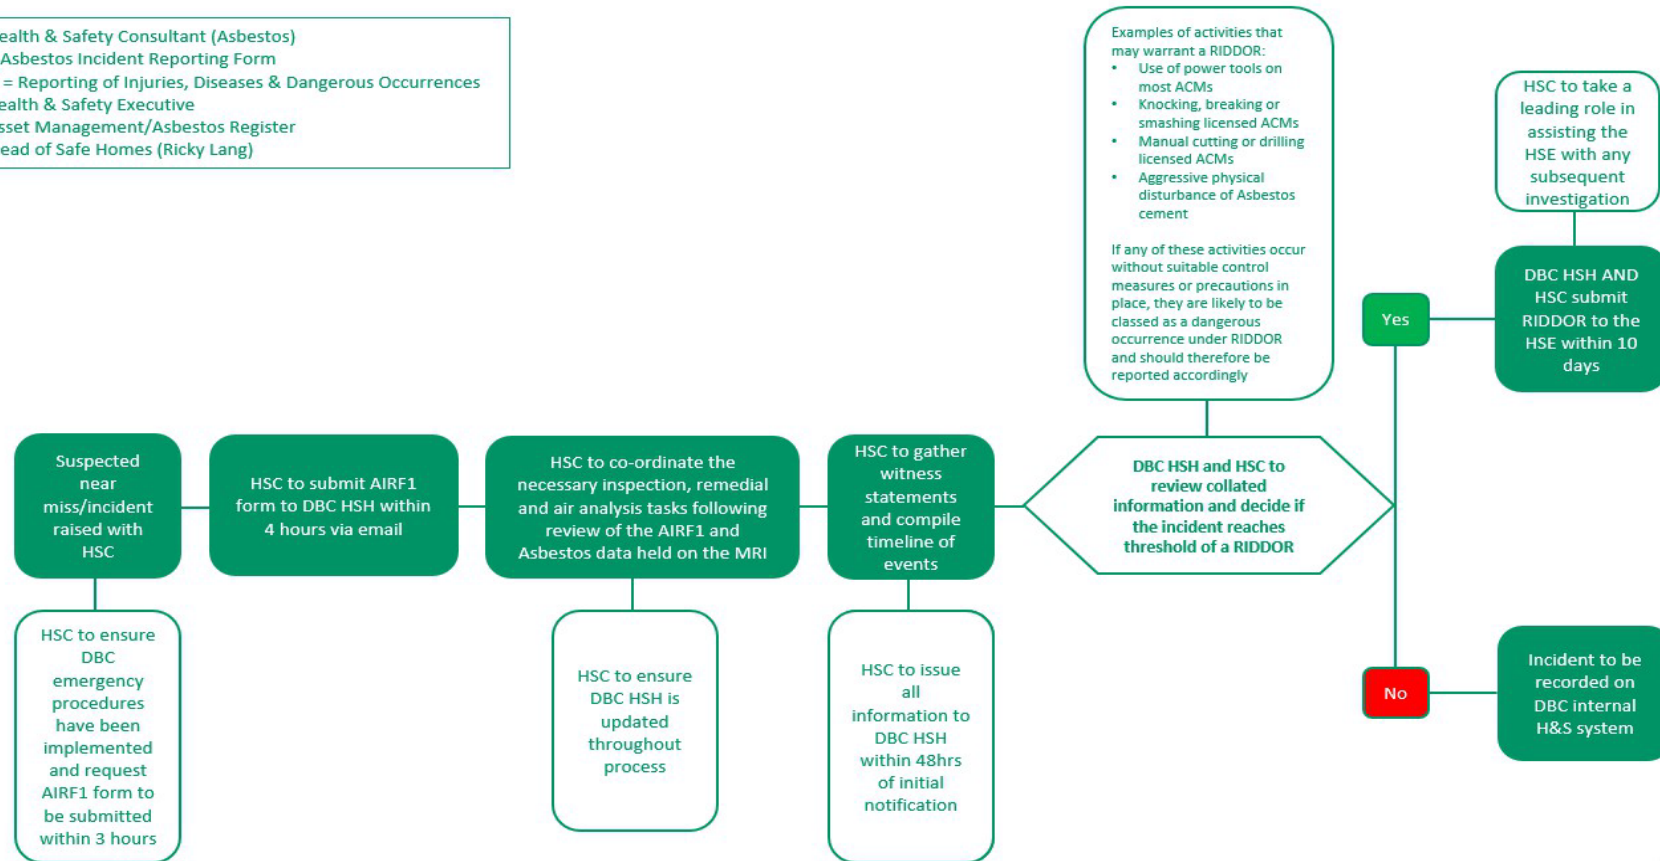 ealth & Safety Consultant (Asbestos)
Asbestos Incident Reporting Form
= Reporting of Injuries, Diseases & Dangerous Occurrences
ealth & Safety Executive
sset Management/Asbestos Register
ead of Safe Homes (Ricky Lang)
Examples of activities that
may warrant a RIDDOR:
• Use of power tools on
most ACMs
• Knocking, breaking or
smashing licensed ACMs
• Manual cutting or drilling
licensed ACMs
• Aggressive physical
disturbance of Asbestos
cement
If any of these activities occur
without suitable control
measures or precautions in
place, they are likely to be
classed as a dangerous
occurrence under RIDDOR
and should therefore be
reported accordingly
HSC to take a
leading role in
assisting the
HSE with any
subsequent
investigation
Yes
DBC HSH AND
HSC submit
RIDDOR to the
HSE within 10
days
Suspected
near
miss/incident
raised with
HSC
HSC to submit AIRF1
form to DBC HSH within
4 hours via email
HSC to co-ordinate the
necessary inspection, remedial
and air analysis tasks following
review of the AIRF1 and
Asbestos data held on the MRI
HSC to gather
witness
statements
and compile
timeline of
events
DBC HSH and HSC to
review collated
information and decide if
the incident reaches
threshold of a RIDDOR
HSC to ensure
DBC
emergency
procedures
have been
implemented
and request
AIRF1 form to
be submitted
within 3 hours
HSC to ensure
DBC HSH is
updated
throughout
process
HSC to issue
all
information to
DBC HSH
within 48hrs
of initial
notification
No
Incident to be
recorded on
DBC internal
H&S system